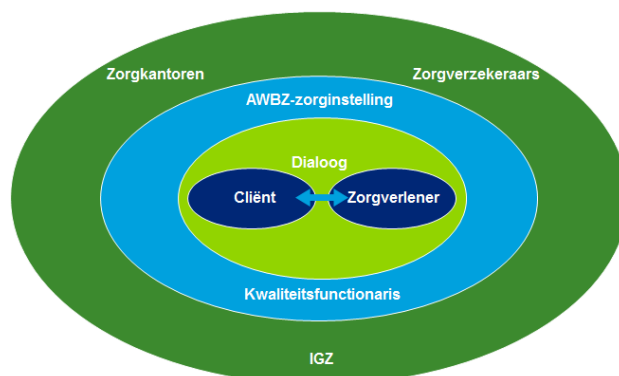 Zorgkantoren
Zorgverzekeraars
AWBZ-zorginstelling
Dialoog
Cliënt
Zorgverlener
Kwaliteitsfunctionaris
IGZ